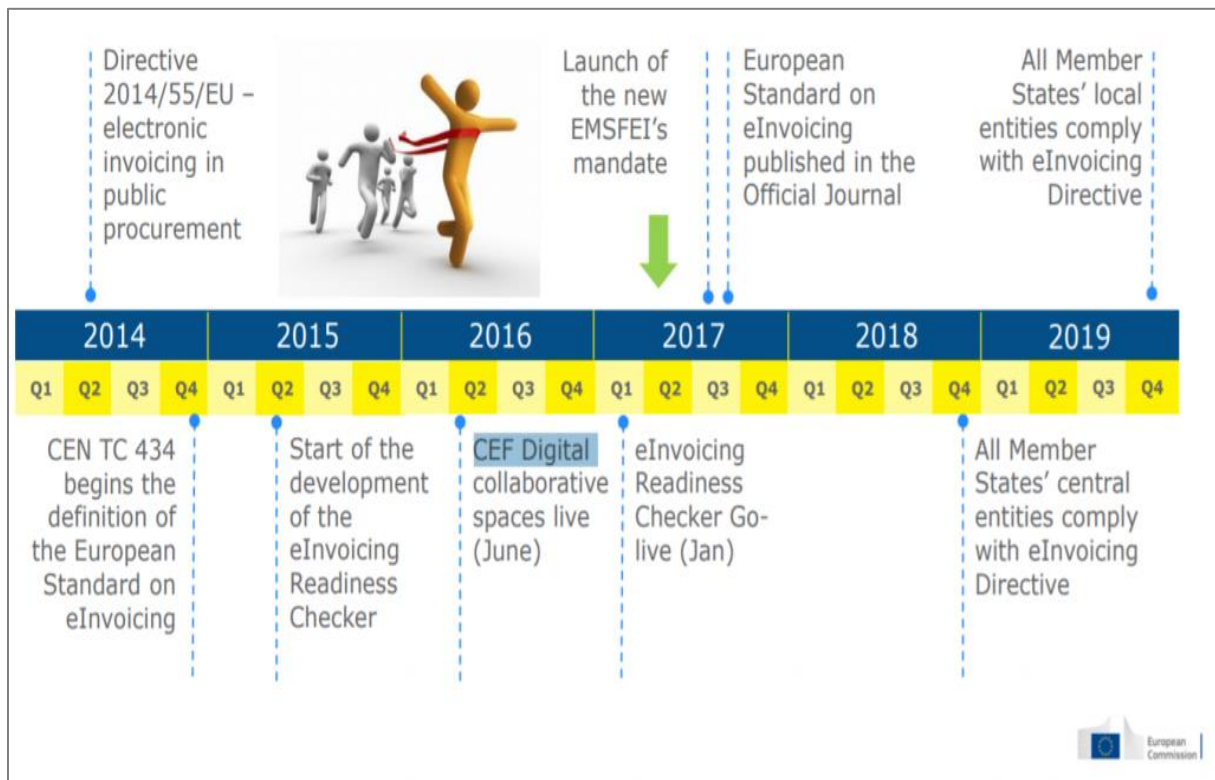 Directive
2014/55/EU –
electronic
invoicing in
public
procurement
Launch of
the new
EMSFEI’s
mandate
European
Standard on
eInvoicing
published in the
Official Journal
All Member
States’ local
entities comply
with eInvoicing
Directive
2014 2015 2016 2017 2018 2019
Q1 Q2 Q3 Q4 Q1 Q2 Q3 Q4 Q1 Q2 Q3 Q4 Q1 Q2 Q3 Q4 Q1 Q2 Q3 Q4 Q1 Q2 Q3 Q4
CEN TC 434
begins the
definition of
the European
Standard on
eInvoicing
Start of the
development
of the
eInvoicing
Readiness
Checker
CEF Digital
collaborative
spaces live
(June)
eInvoicing
Readiness
Checker Go-
live (Jan)
All Member
States’ central
entities comply
with eInvoicing
Directive
European
Commission